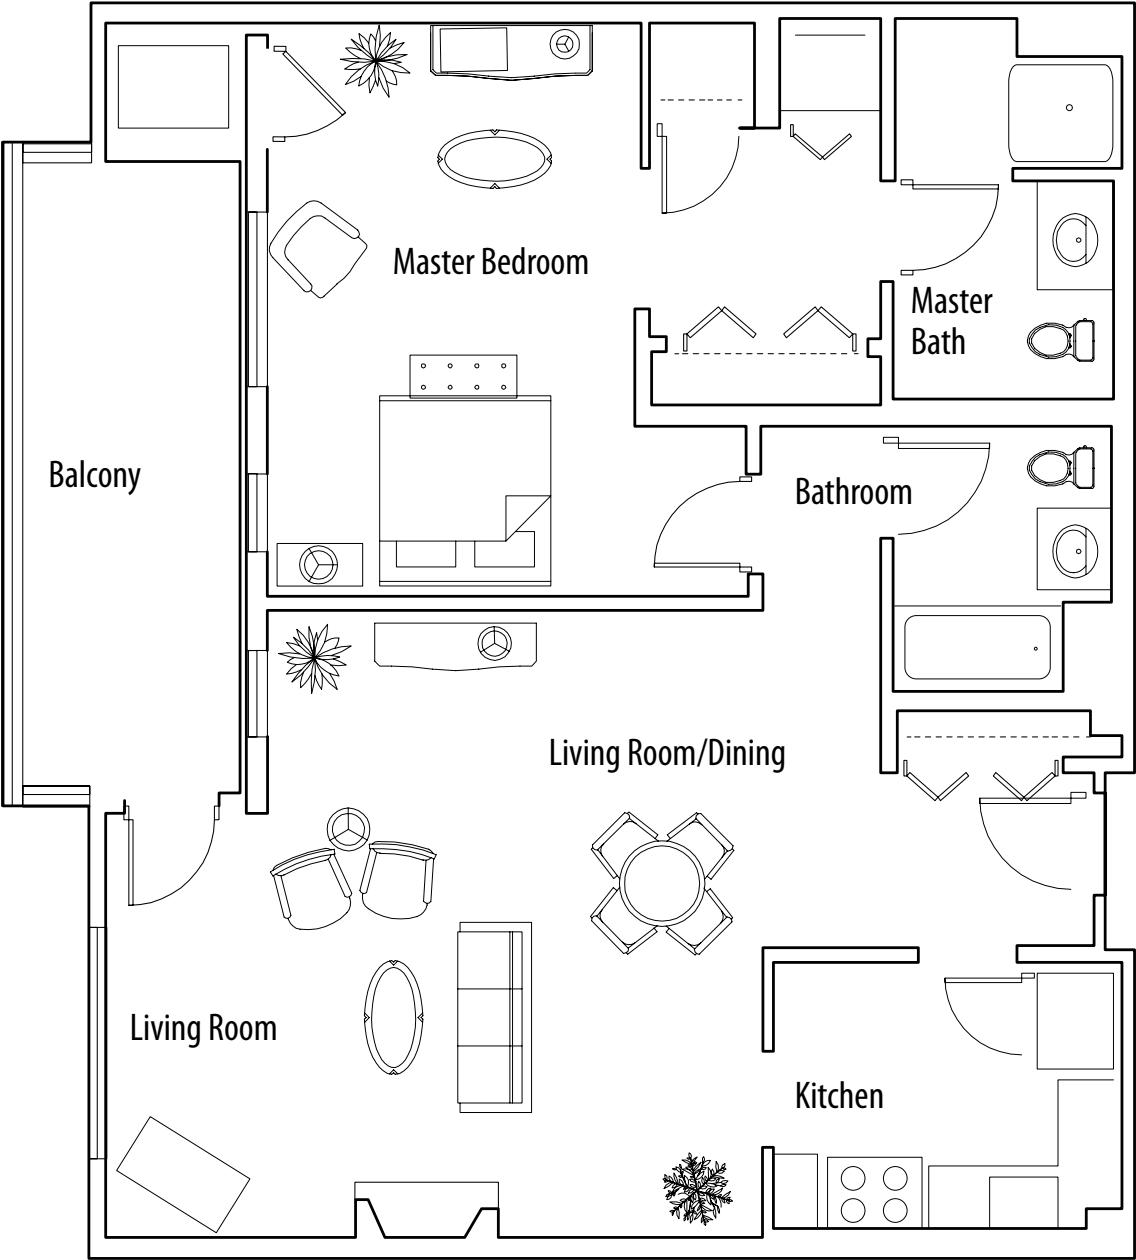 Master Bedroom
Master
Bath
Balcony
Bathroom
Living Room/Dining
Living Room
Kitchen